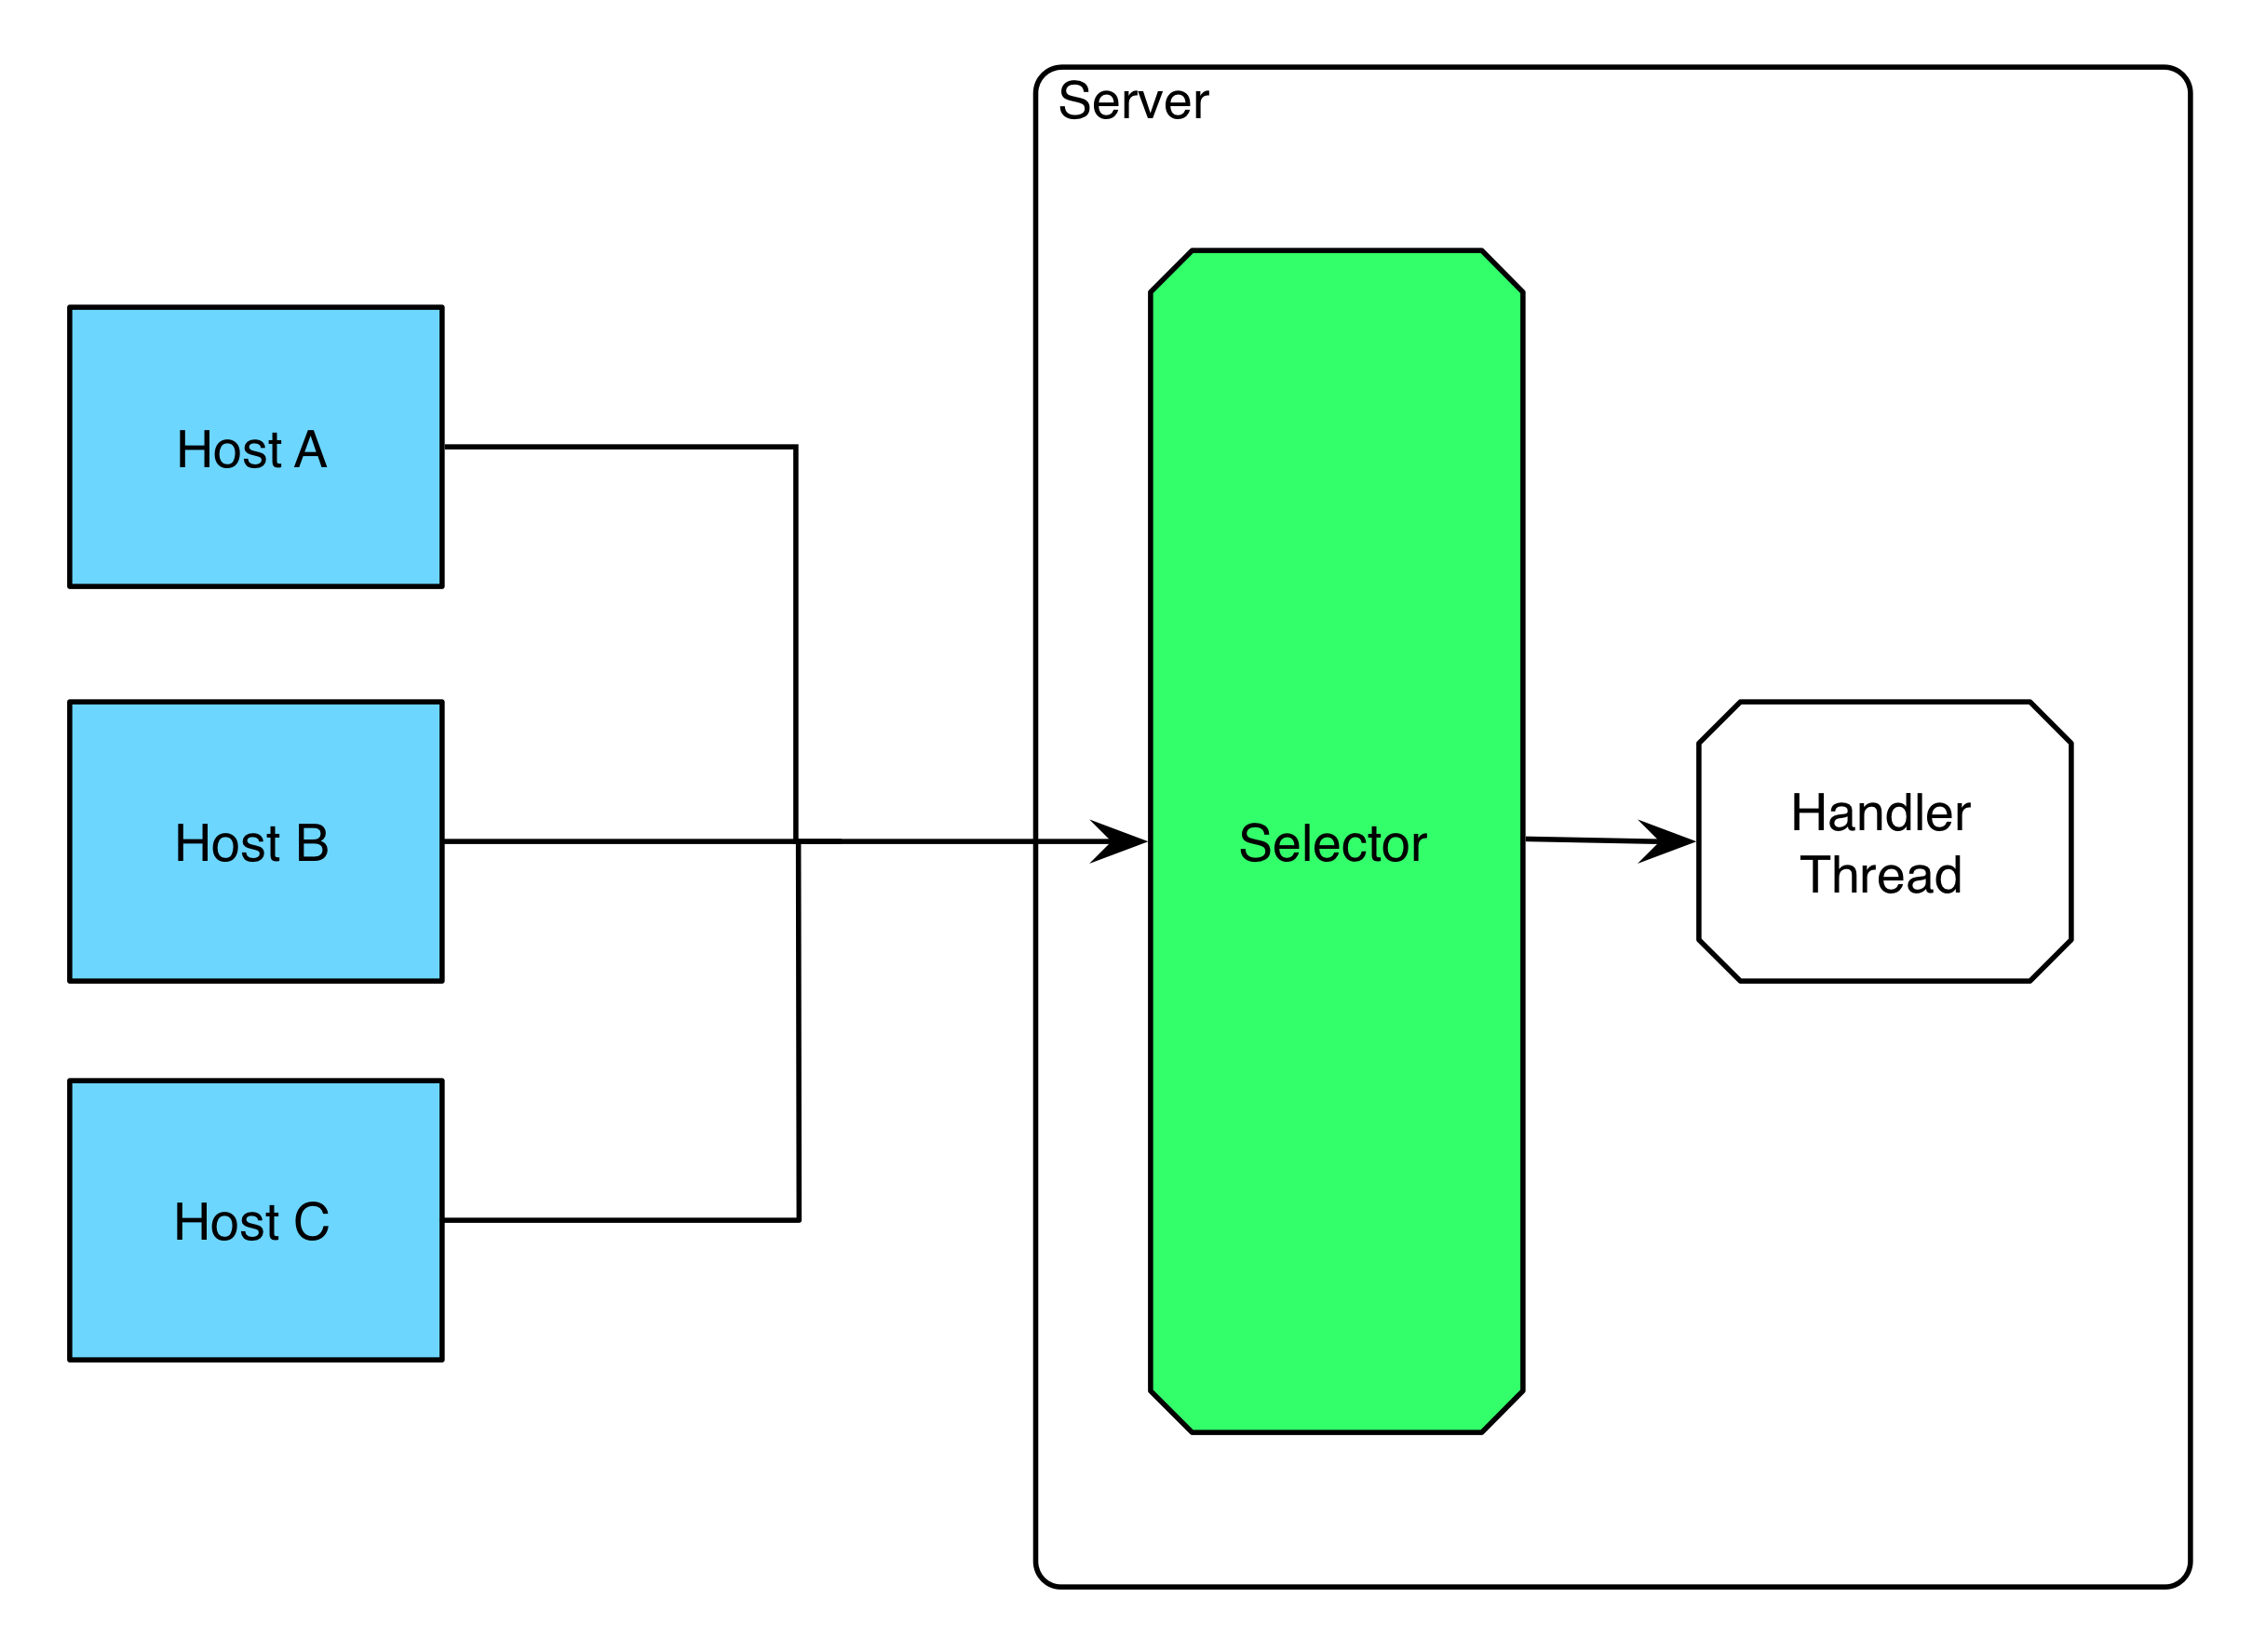 Server
Host A
Host B
Host C
Selector
Handler
Thread